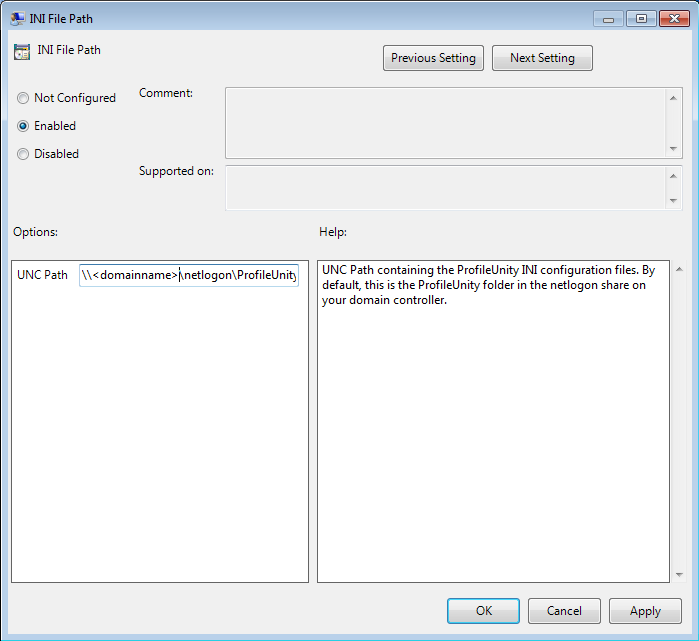 INI File Path
INI File Path
Previous Setting
Next Setting
Not Configured
Comment:
Enabled
Disabled
Supported on:
Options:
Help:
UNC Path
\\<domainname>\netlogon\ProfileUnity
UNC Path containing the ProfileUnity INI configuration files. By
default, this is the ProfileUnity folder in the netlogon share on
your domain controller.
OK
Cancel
Apply